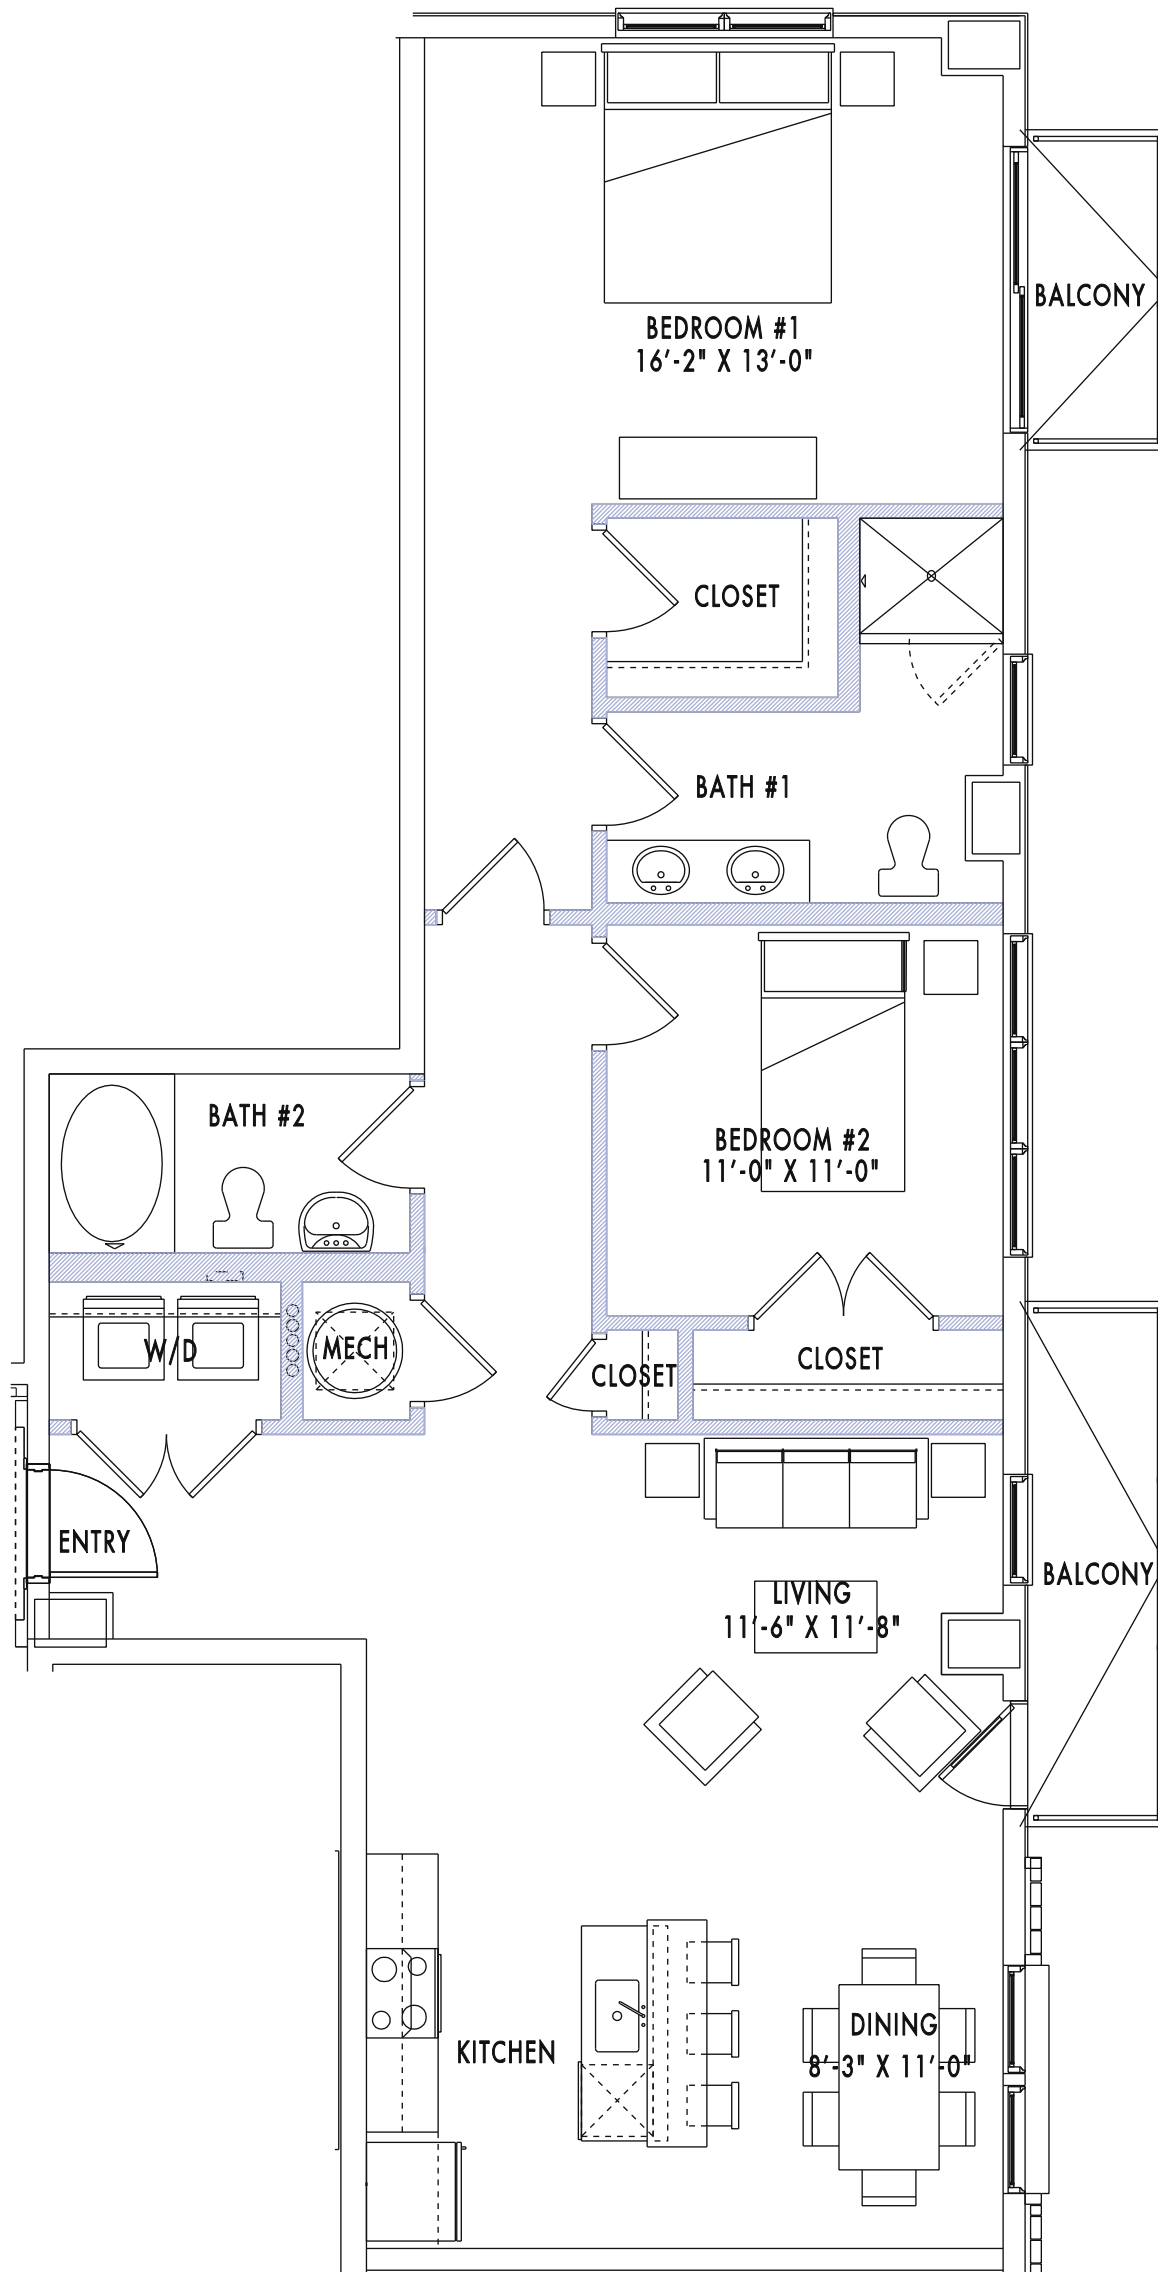 BALCONY
BEDROOM #1
16'-2" X 13'-0"
CLOSET
BATH #1
BATH #2
BEDROOM #2
11'-0" X 11'-0"
W/D
MECH
CLOSET
CLOSET
ENTRY
LIVING
11'-6" X 11'-8"
BALCONY
KITCHEN
DINING
8'-3" X 11'-0"